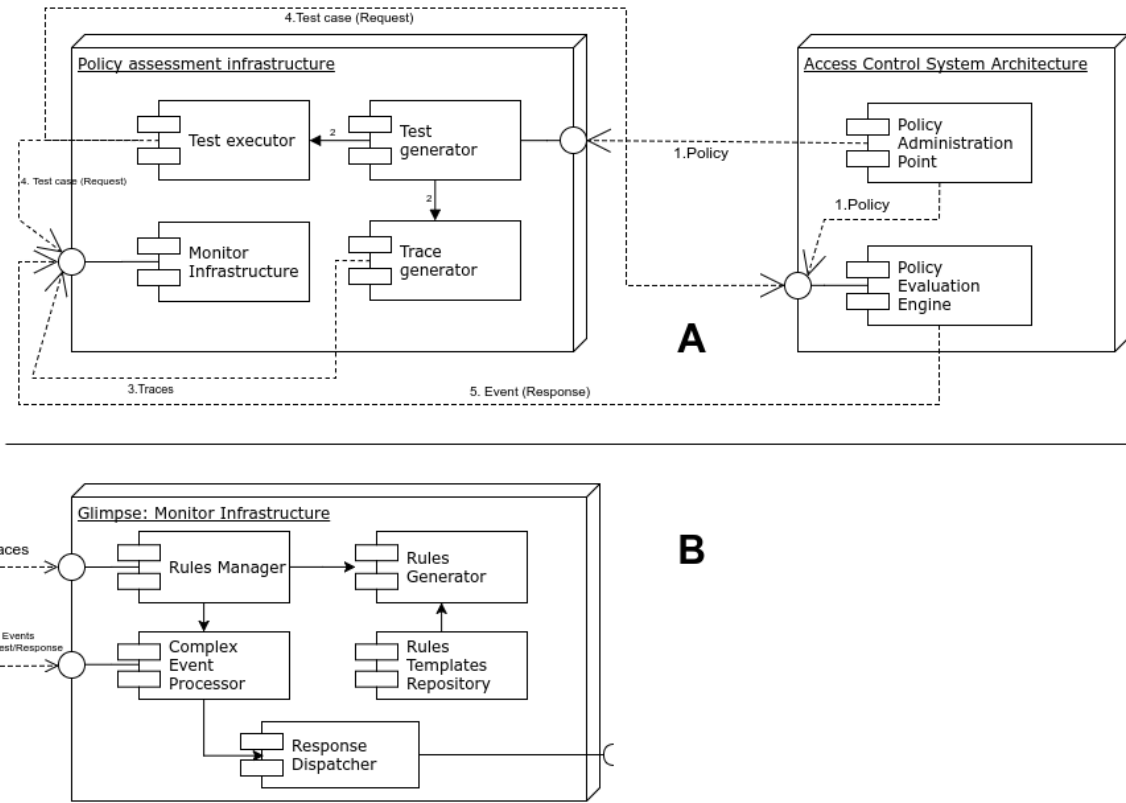 4.Test case (Request)
Policy assessment infrastructure
Access Control System Architecture
Test executor
2
Test
generator
1.Policy
Policy
Administration
Point
4. Test case (Request)
2
1.Policy
Monitor
Infrastructure
Trace
generator
Policy
Evaluation
Engine
A
3.Traces
5. Event (Response)
Glimpse: Monitor Infrastructure
B
aces
Rules Manager
Rules
Generator
Events
est/Response
Complex
Event
Processor
Rules
Templates
Repository
Response
Dispatcher